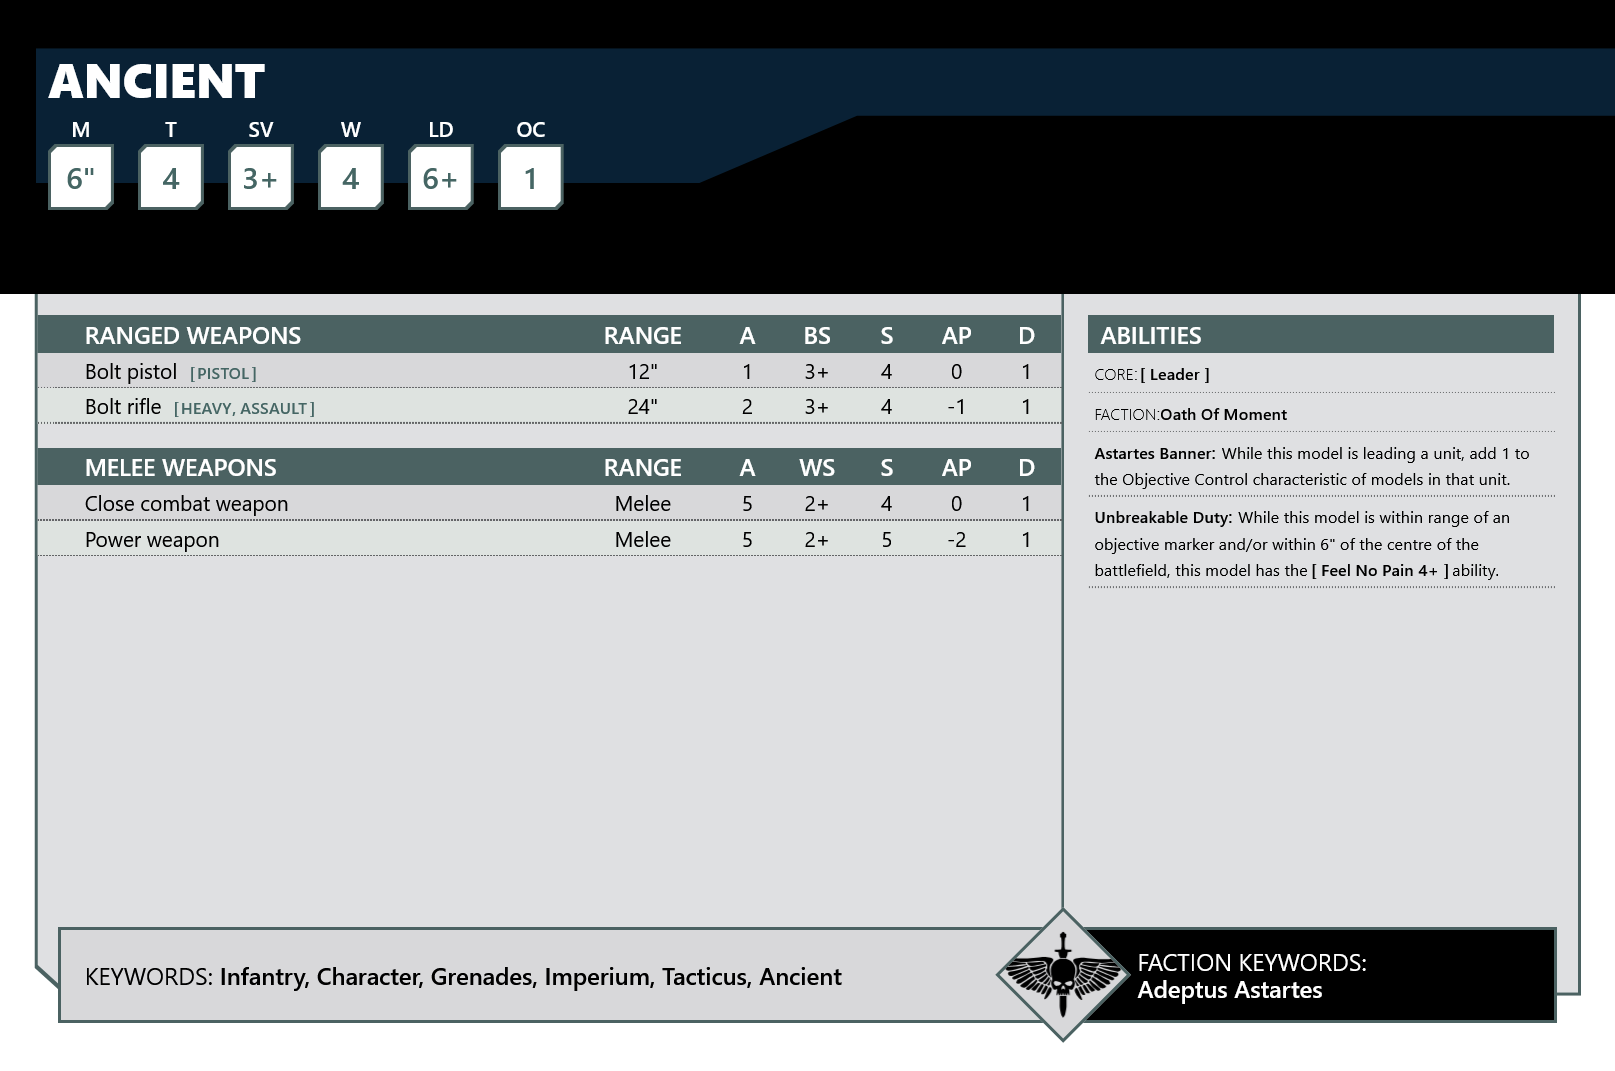 ANCIENT
M T SV W LD OC
6" 4 3+ 4 6+ 1
RANGED WEAPONS RANGE A BS S AP D
Bolt pistol [PISTOL] 12" 1 3+ 4 0 1
Bolt rifle [HEAVY, ASSAULT] 24" 2 3+ 4 -1 1
MELEE WEAPONS RANGE A WS S AP D
Close combat weapon Melee 5 2+ 4 0 1
Power weapon Melee 5 2+ 5 -2 1
ABILITIES
CORE:[ Leader ]
FACTION:Oath Of Moment
Astartes Banner: While this model is leading a unit, add 1 to
the Objective Control characteristic of models in that unit.
Unbreakable Duty: While this model is within range of an
objective marker and/or within 6" of the centre of the
battlefield, this model has the [ Feel No Pain 4+ ] ability.
KEYWORDS: Infantry, Character, Grenades, Imperium, Tacticus, Ancient
FACTION KEYWORDS:
Adeptus Astartes